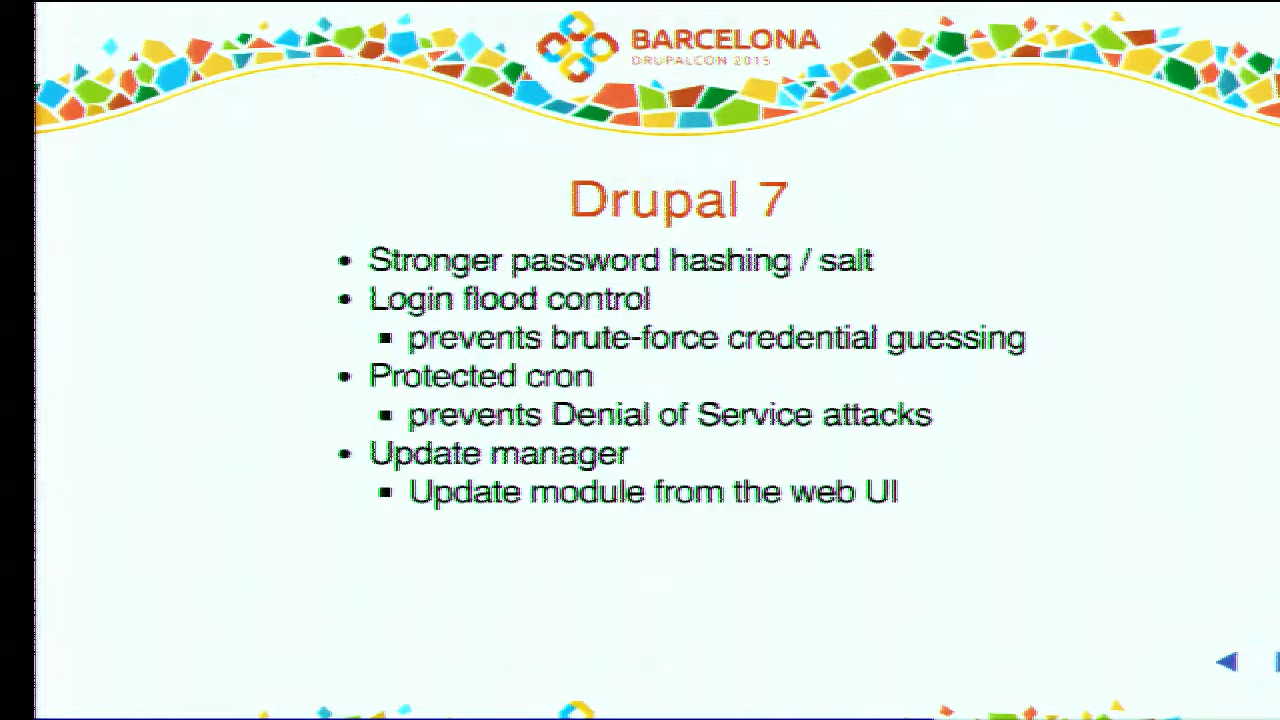 BARCELONA
DRUPALCON 2015
Drupal 7
• Stronger password hashing / salt
• Login flood control
▪ prevents brute-force credential guessing
• Protected cron
▪ prevents Denial of Service attacks
• Update manager
▪ Update module from the web UI